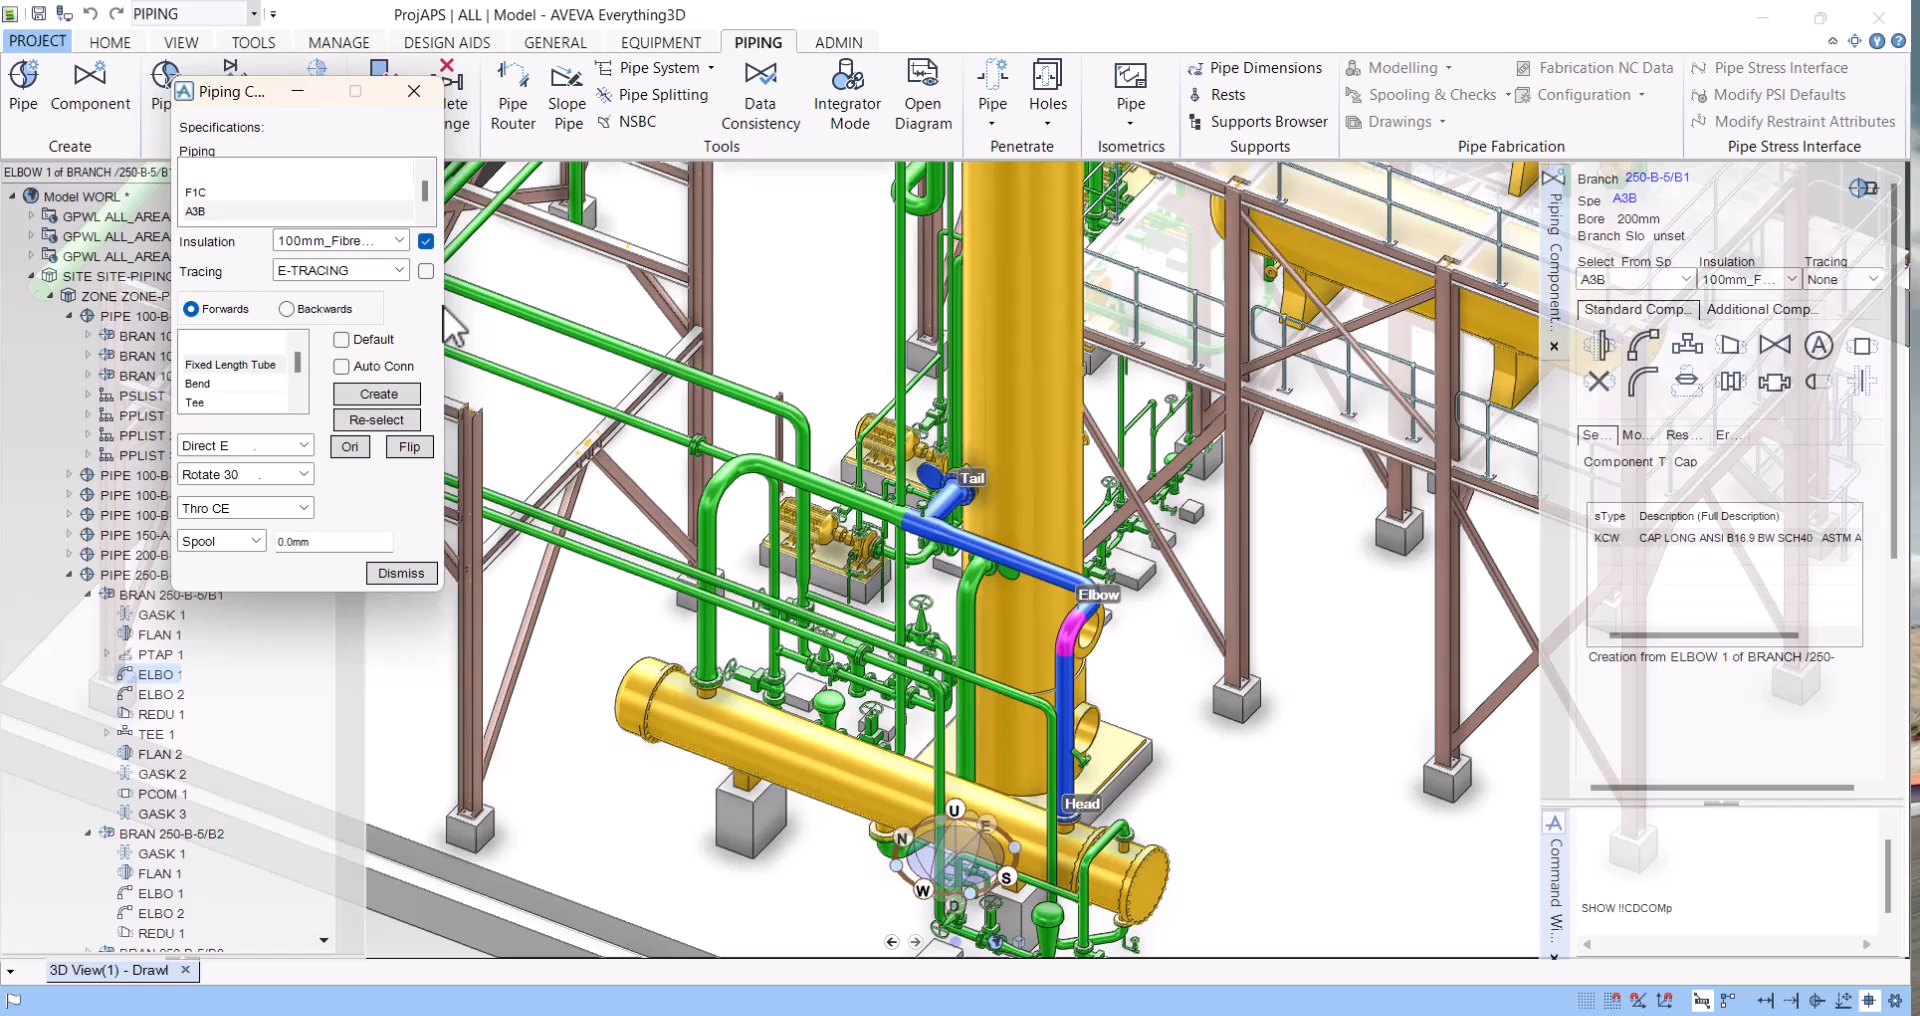 PIPING
ProjAPS | ALL | Model - AVEVA Everything3D
PROJECT HOME VIEW TOOLS MANAGE DESIGN AIDS GENERAL EQUIPMENT PIPING ADMIN
Pipe
Component
Create
Pipe
Router
Slope
Pipe
Pipe System
Pipe Splitting
NSBC
Data
Consistency
Integrator
Mode
Open
Diagram
Tools
Pipe
Holes
Penetrate
Pipe
Isometrics
Pipe Dimensions
Rests
Supports Browser
Supports
Modelling
Spooling & Checks
Drawings
Fabrication NC Data
Configuration
Pipe Fabrication
Pipe Stress Interface
Modify PSI Defaults
Modify Restraint Attributes
Pipe Stress Interface
Piping C...
Specifications:
Piping
F1C
A3B
Insulation 100mm_Fibre...
Tracing E-TRACING
Forwards Backwards
Fixed Length Tube
Bend
Tee
Default
Auto Conn
Create
Re-select
Direct E Ori Flip
Rotate 30
Thro CE
Spool 0.0mm
Dismiss
ELBOW 1 of BRANCH /250-B-5/B1
Model WORL *
GPWL ALL_AREA
GPWL ALL_AREA
GPWL ALL_AREA
SITE SITE-PIPING
ZONE ZONE-P
PIPE 100-B
BRAN 10
BRAN 10
BRAN 10
PSLIST
PPLIST
PPLIST
PPLIST
PIPE 100-B
PIPE 100-B
PIPE 100-B
PIPE 150-A
PIPE 200-B
PIPE 250-B
BRAN 250-B-5/B1
GASK 1
FLAN 1
PTAP 1
ELBO 1
ELBO 2
REDU 1
TEE 1
FLAN 2
GASK 2
PCOM 1
GASK 3
BRAN 250-B-5/B2
GASK 1
FLAN 1
ELBO 1
ELBO 2
REDU 1
Tail
Elbow
Head
U
N
E
W
S
D
Piping Component...
Branch 250-B-5/B1
Spe A3B
Bore 200mm
Branch Slo unset
Select From Sp Insulation Tracing
A3B 100mm_F... None
Standard Comp... Additional Comp...
A
Se... Mo... Res... Er...
Component T Cap
sType Description (Full Description)
KCW CAP LONG ANSI B16.9 BW SCH40 ASTM A
Creation from ELBOW 1 of BRANCH /250-
Command Wi...
SHOW !!CDCOMp
3D View(1) - Drawl